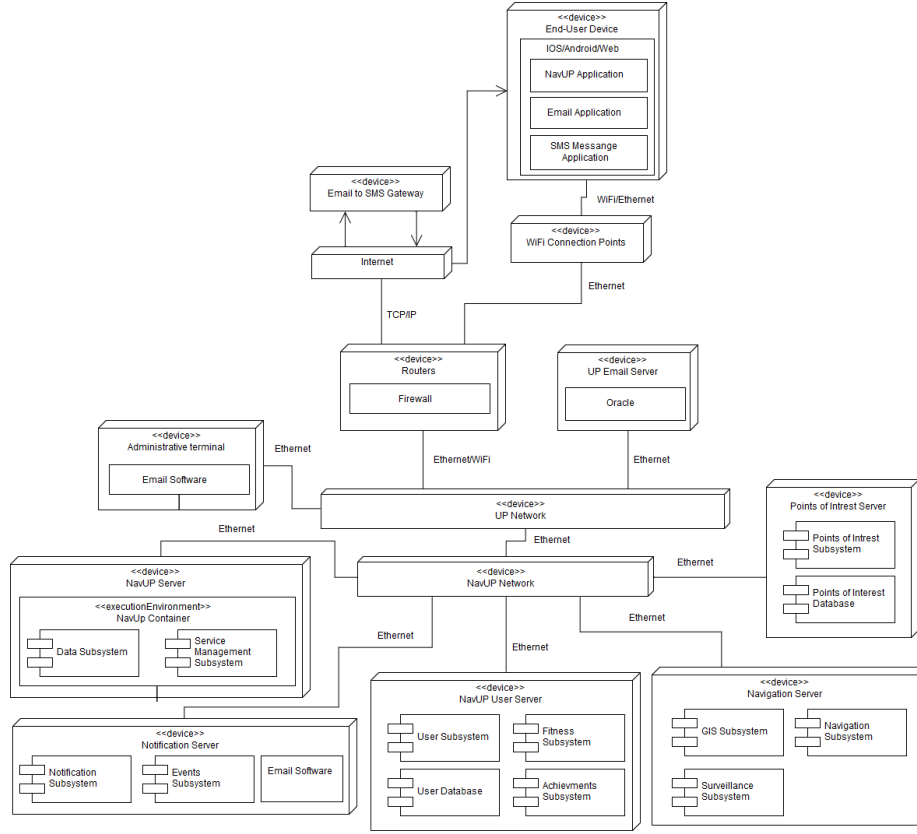 <<device>>
End-User Device
IOS/Android/Web
NavUP Application
Email Application
SMS Messange
Application
<<device>>
Email to SMS Gateway
WiFi/Ethernet
<<device>>
WiFi Connection Points
Internet
Ethernet
TCP/IP
<<device>>
Routers
Firewall
<<device>>
UP Email Server
Oracle
<<device>>
Administrative terminal
Email Software
Ethernet
Ethernet/WiFi
Ethernet
<<device>>
UP Network
<<device>>
Points of Intrest Server
Points of Intrest
Subsystem
Points of Interest
Database
Ethernet
Ethernet
<<device>>
NavUP Network
Ethernet
<<device>>
NavUP Server
<<executionEnvironment>>
NavUp Container
Data Subsystem
Service
Management
Subsystem
Ethernet
Ethernet
Ethernet
<<device>>
Notification Server
Notification
Subsystem
Events
Subsystem
Email Software
<<device>>
NavUP User Server
User Subsystem
Fitness
Subsystem
User Database
Achievments
Subsystem
<<device>>
Navigation Server
GIS Subsystem
Navigation
Subsystem
Surveillance
Subsystem